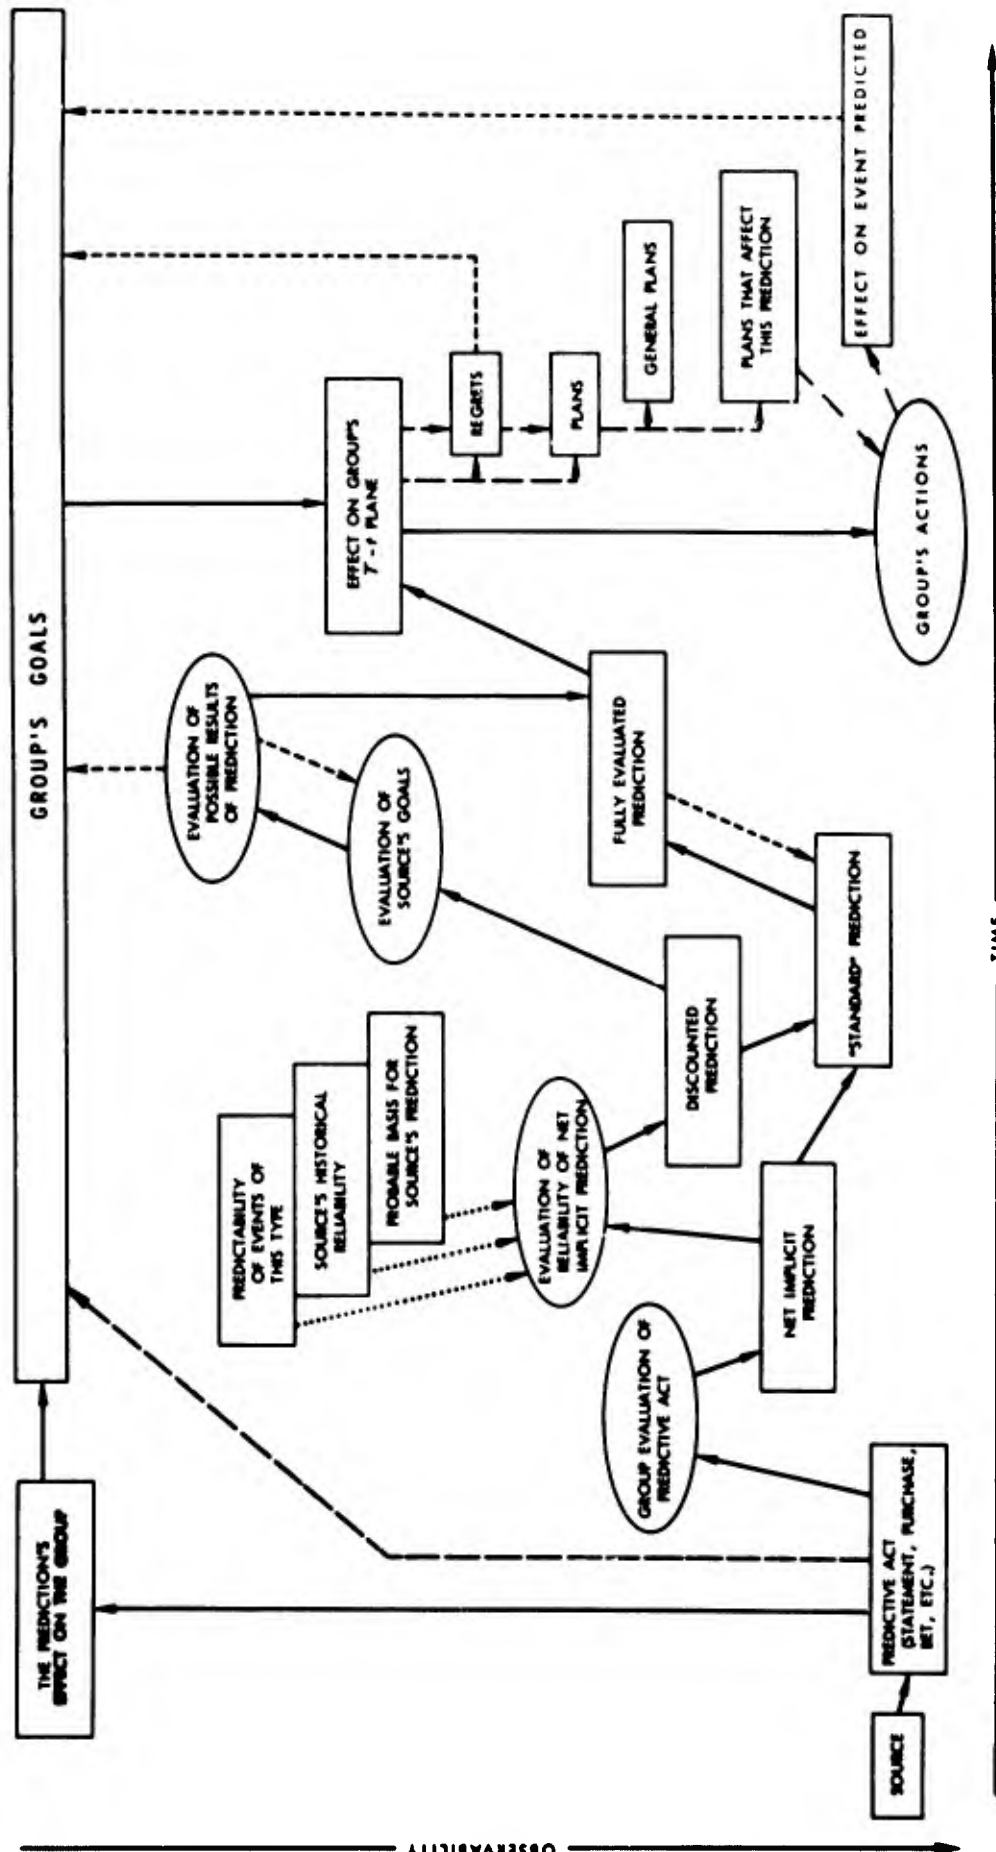 GROUP'S GOALS
THE PREDICTION'S
EFFECT ON THE GROUP
EVALUATION OF
POSSIBLE RESULTS
OF PREDICTION
EVALUATION OF
SOURCE'S GOALS
PREDICTABILITY
OF EVENTS OF
THIS TYPE
SOURCE'S HISTORICAL
RELIABILITY
PROBABLE BASIS FOR
SOURCE'S PREDICTION
EFFECT ON GROUP'S
T - t PLANE
REGRETS
PLANS
GENERAL PLANS
PLANS THAT AFFECT
THIS PREDICTION
EFFECT ON EVENT PREDICTED
GROUP'S ACTIONS
EVALUATION OF
RELIABILITY OF NET
IMPLICIT PREDICTION
FULLY EVALUATED
PREDICTION
DISCOUNTED
PREDICTION
"STANDARD" PREDICTION
GROUP EVALUATION OF
PREDICTIVE ACT
NET IMPLICIT
PREDICTION
SOURCE
PREDICTIVE ACT
(STATEMENT, PURCHASE,
BET, ETC.)
OBSERVABILITY
TIME